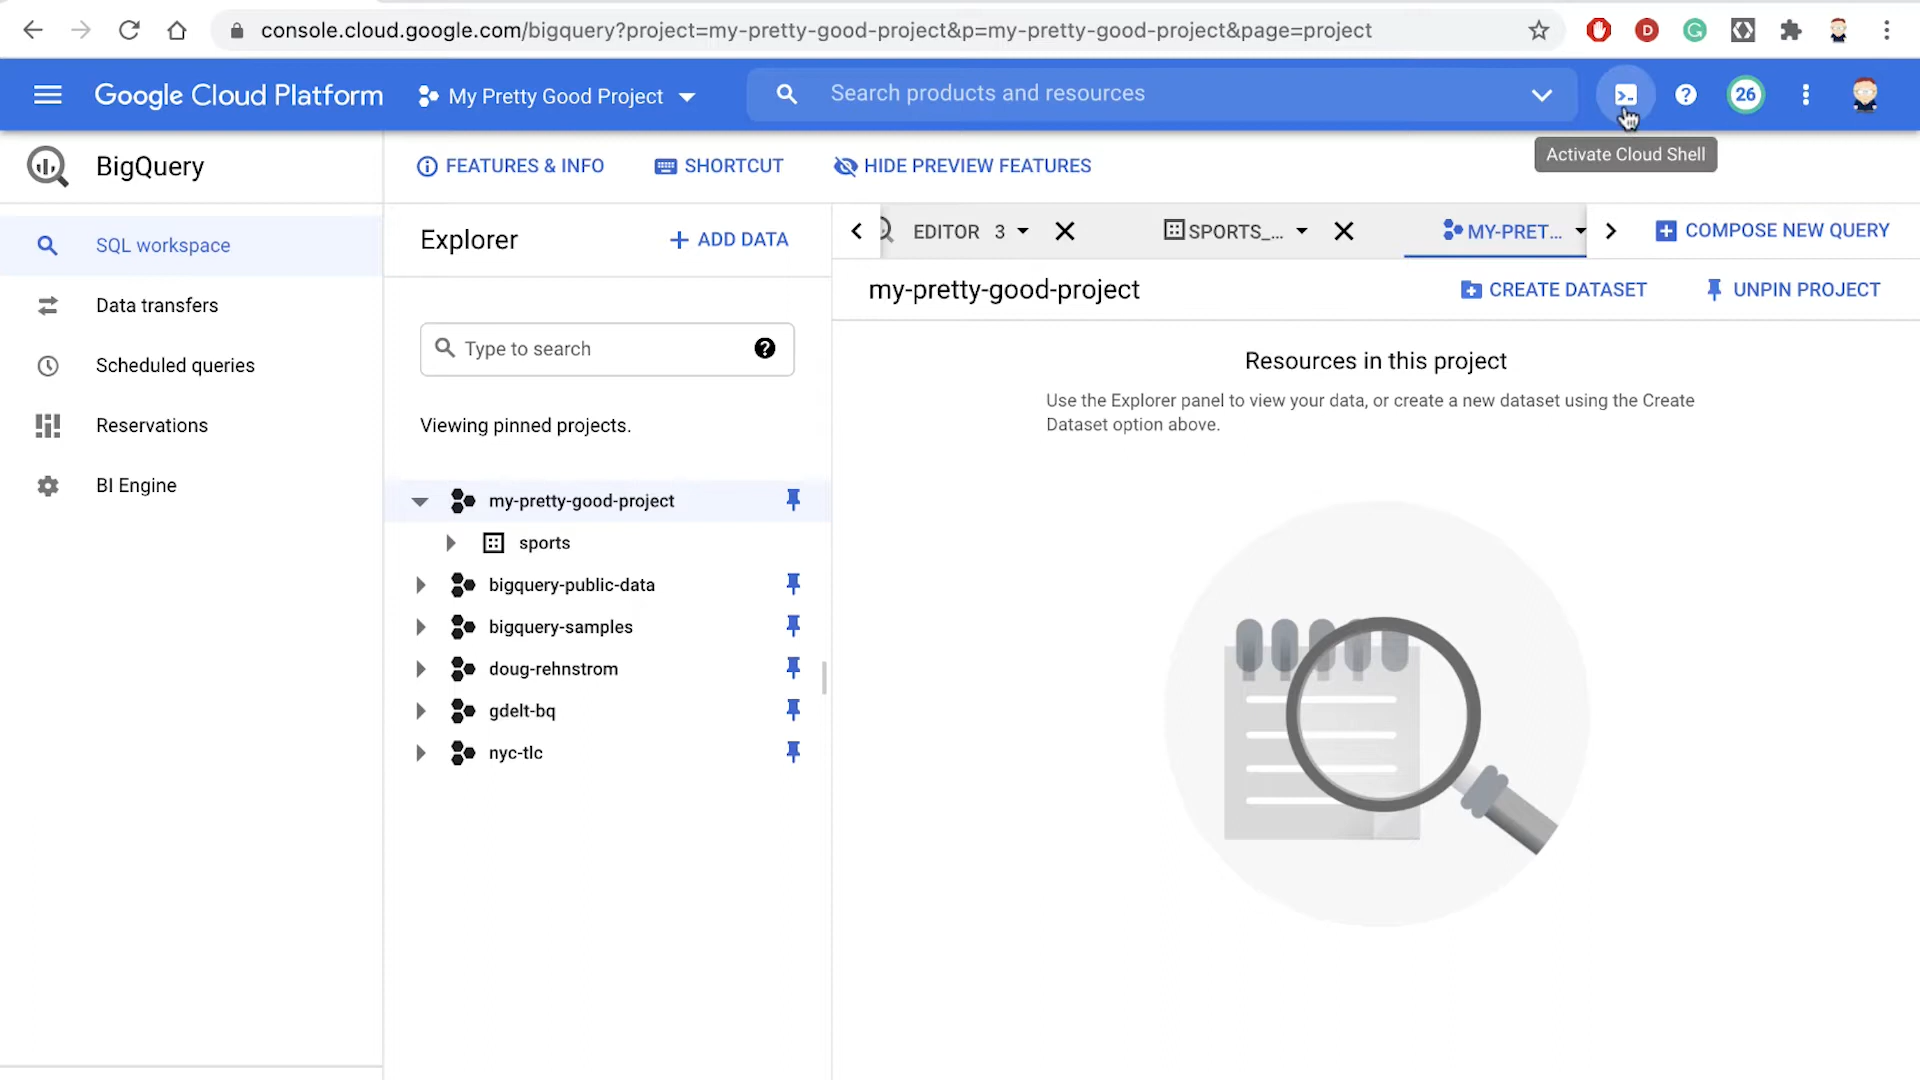 console.cloud.google.com/bigquery?project=my-pretty-good-project&p=my-pretty-good-project&page=project
D
G
Google Cloud Platform
My Pretty Good Project
Search products and resources
?
26
Activate Cloud Shell
BigQuery
FEATURES & INFO
SHORTCUT
HIDE PREVIEW FEATURES
SQL workspace
Data transfers
Scheduled queries
Reservations
BI Engine
Explorer
+ ADD DATA
Type to search
?
Viewing pinned projects.
my-pretty-good-project
sports
bigquery-public-data
bigquery-samples
doug-rehnstrom
gdelt-bq
nyc-tlc
EDITOR 3
SPORTS_...
MY-PRET...
COMPOSE NEW QUERY
my-pretty-good-project
CREATE DATASET
UNPIN PROJECT
Resources in this project
Use the Explorer panel to view your data, or create a new dataset using the Create
Dataset option above.